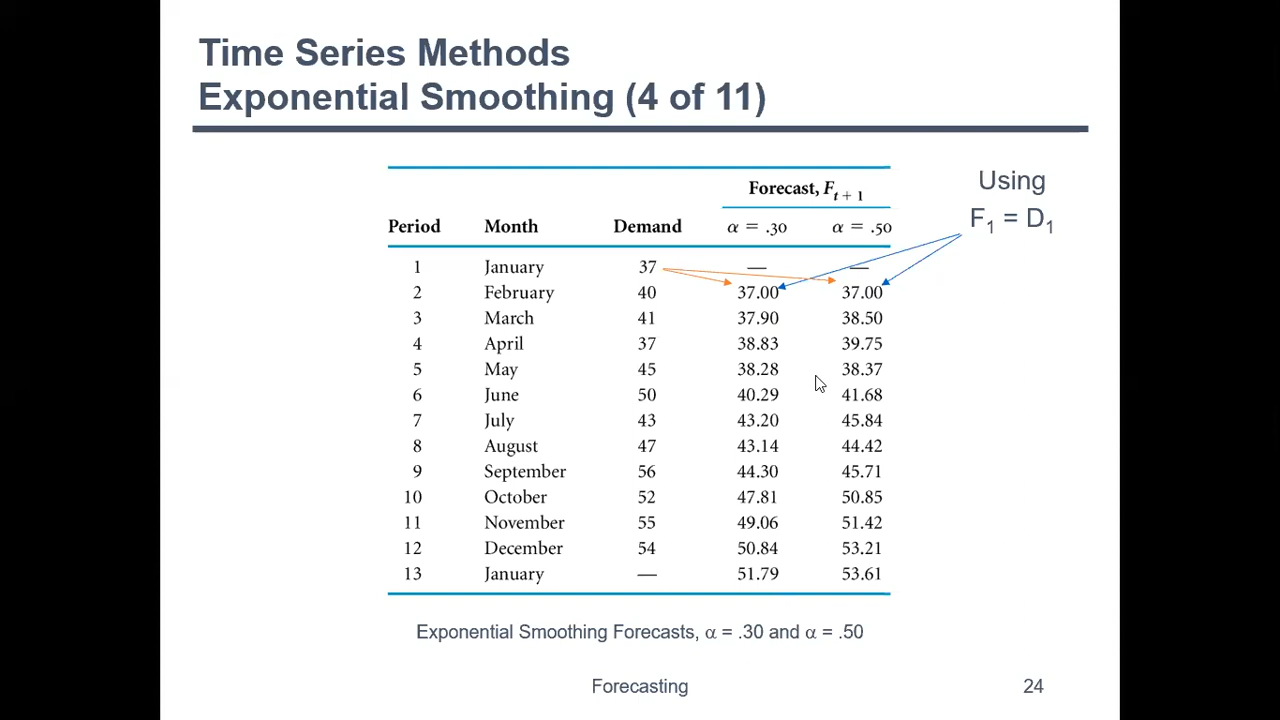 Time Series Methods
Exponential Smoothing (4 of 11)
Using
F1 = D1
Forecast, Ft + 1
Period Month Demand α = .30 α = .50
1 January 37 — —
2 February 40 37.00 37.00
3 March 41 37.90 38.50
4 April 37 38.83 39.75
5 May 45 38.28 38.37
6 June 50 40.29 41.68
7 July 43 43.20 45.84
8 August 47 43.14 44.42
9 September 56 44.30 45.71
10 October 52 47.81 50.85
11 November 55 49.06 51.42
12 December 54 50.84 53.21
13 January — 51.79 53.61
Exponential Smoothing Forecasts, α = .30 and α = .50
Forecasting 24